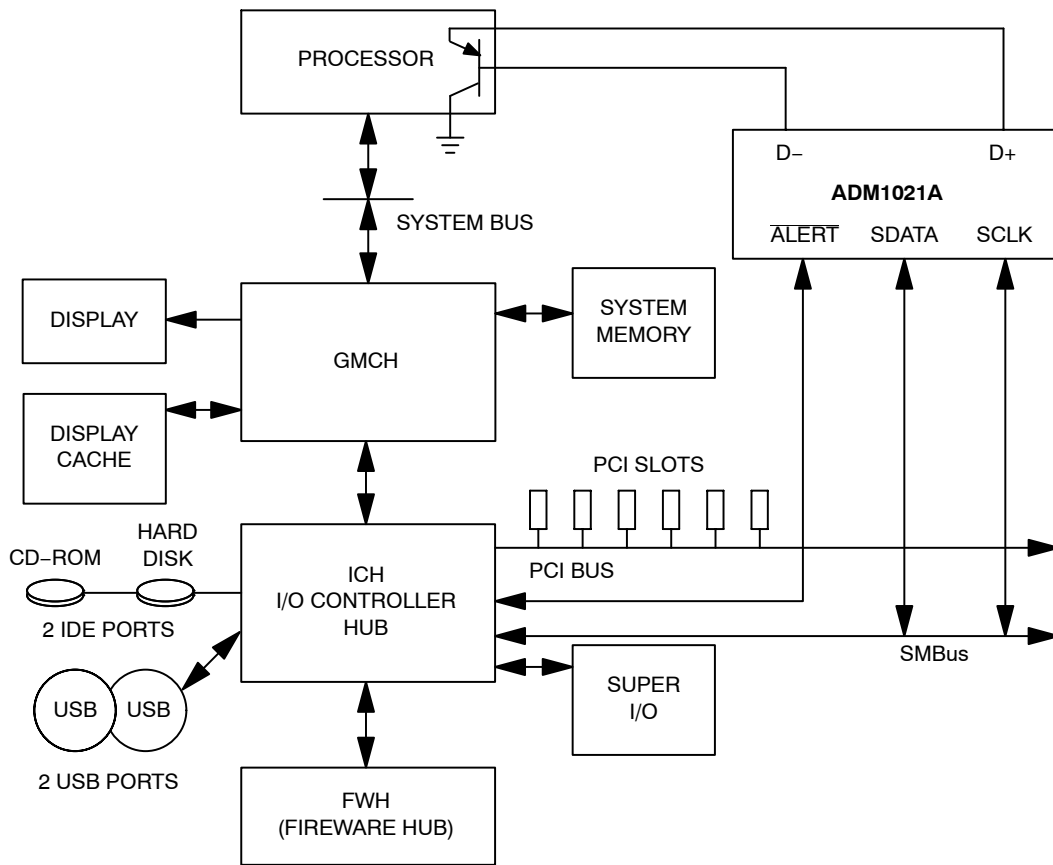 PROCESSOR
D− D+
ADM1021A
ALERT SDATA SCLK
SYSTEM BUS
DISPLAY
GMCH
SYSTEM
MEMORY
DISPLAY
CACHE
PCI SLOTS
CD−ROM
HARD
DISK
2 IDE PORTS
ICH
I/O CONTROLLER
HUB
PCI BUS
SMBus
USB USB
2 USB PORTS
SUPER
I/O
FWH
(FIREWARE HUB)